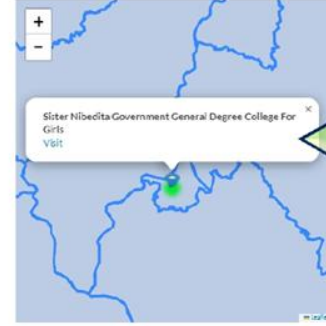 +
−
×
Sister Nibedita Government General Degree College For
Girls
Visit